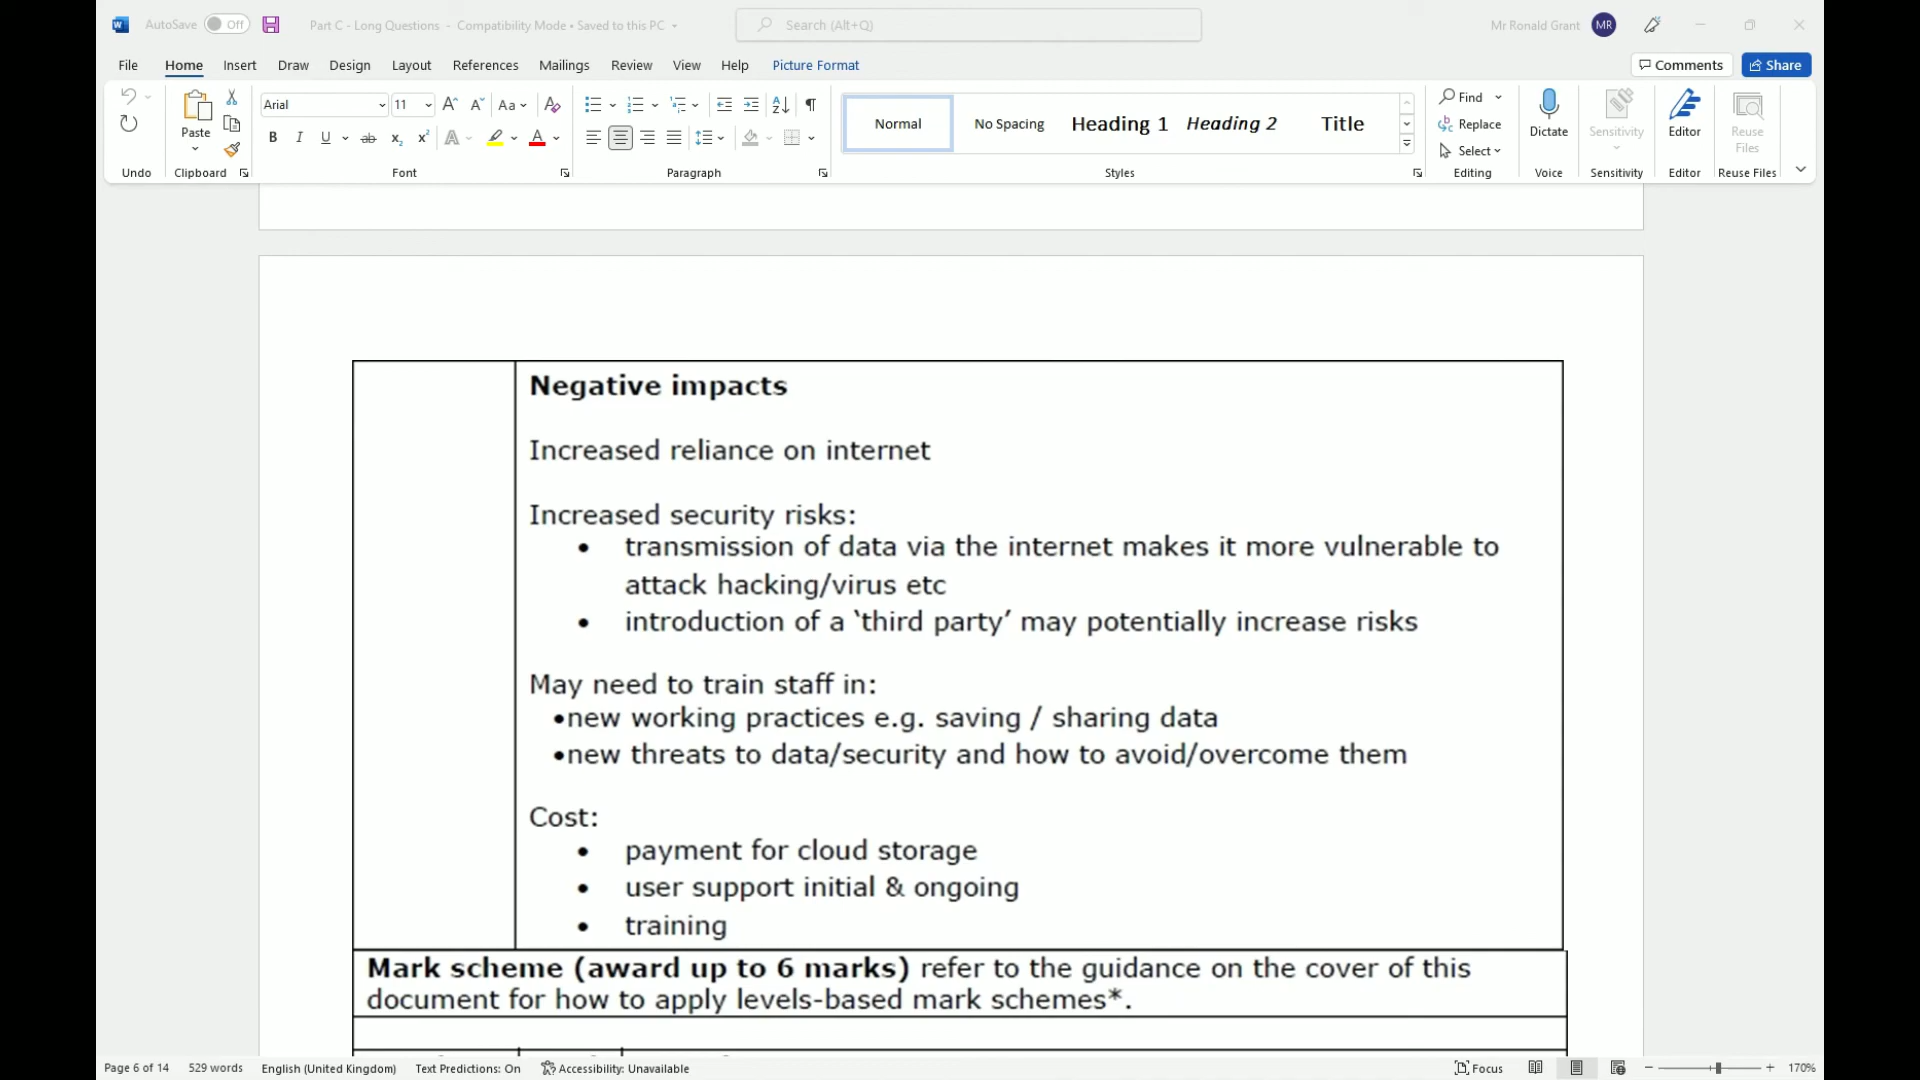 AutoSave Off Part C - Long Questions - Compatibility Mode • Saved to this PC Search (Alt+Q) Mr Ronald Grant MR
File Home Insert Draw Design Layout References Mailings Review View Help Picture Format Comments Share
Arial 11 Aa
Paste
Normal No Spacing Heading 1 Heading 2 Title
Find
Replace
Select
Dictate Sensitivity Editor Reuse
Files
Undo Clipboard Font Paragraph Styles Editing Voice Sensitivity Editor Reuse Files
Negative impacts
Increased reliance on internet
Increased security risks:
• transmission of data via the internet makes it more vulnerable to
attack hacking/virus etc
• introduction of a ‘third party’ may potentially increase risks
May need to train staff in:
•new working practices e.g. saving / sharing data
•new threats to data/security and how to avoid/overcome them
Cost:
• payment for cloud storage
• user support initial & ongoing
• training
Mark scheme (award up to 6 marks) refer to the guidance on the cover of this
document for how to apply levels-based mark schemes*.
Page 6 of 14 529 words English (United Kingdom) Text Predictions: On Accessibility: Unavailable Focus 170%